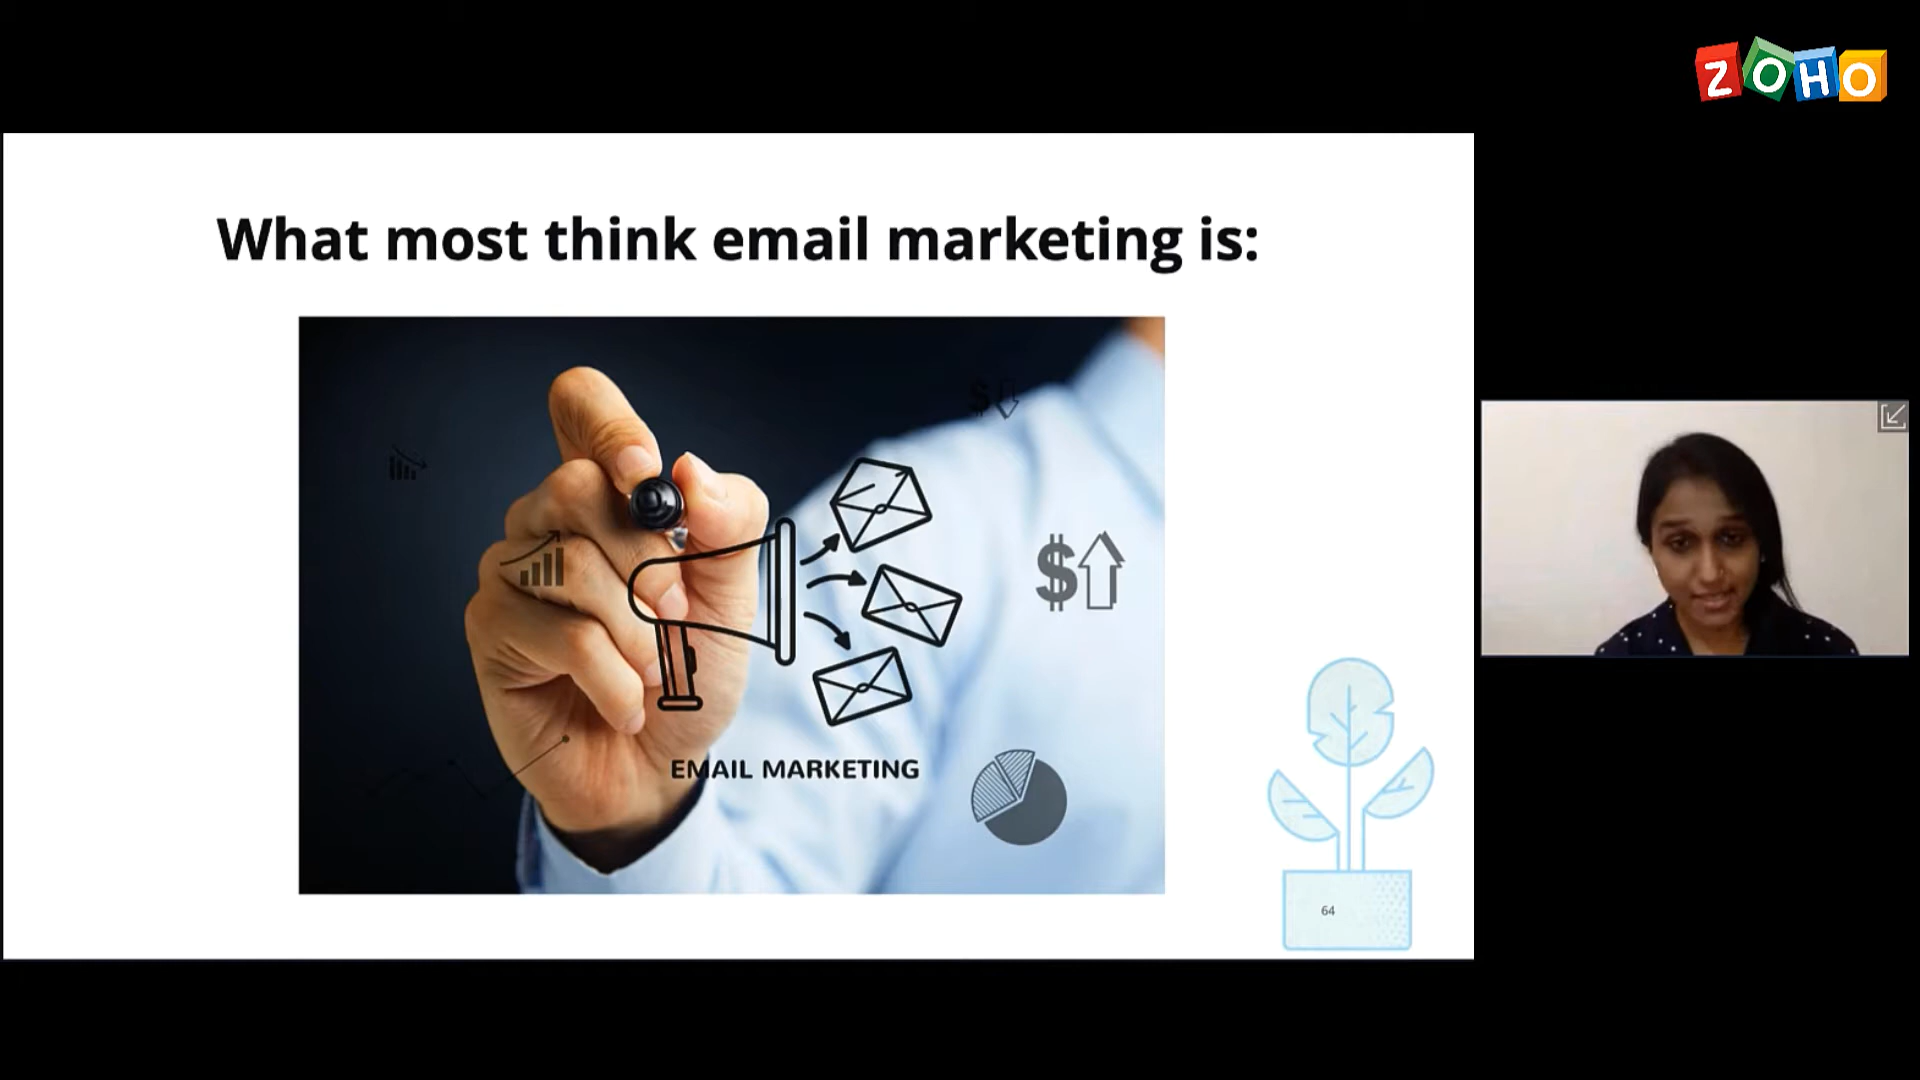 ZOHO
What most think email marketing is:
$
$
EMAIL MARKETING
64